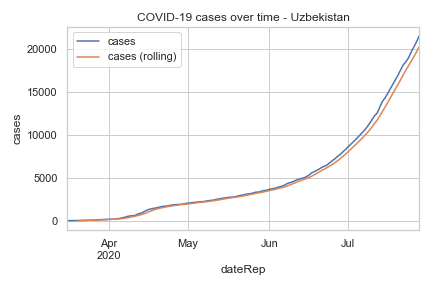 COVID-19 cases over time - Uzbekistan
cases
cases (rolling)
20000
15000
10000
5000
0
cases
Apr
2020
May
Jun
Jul
dateRep